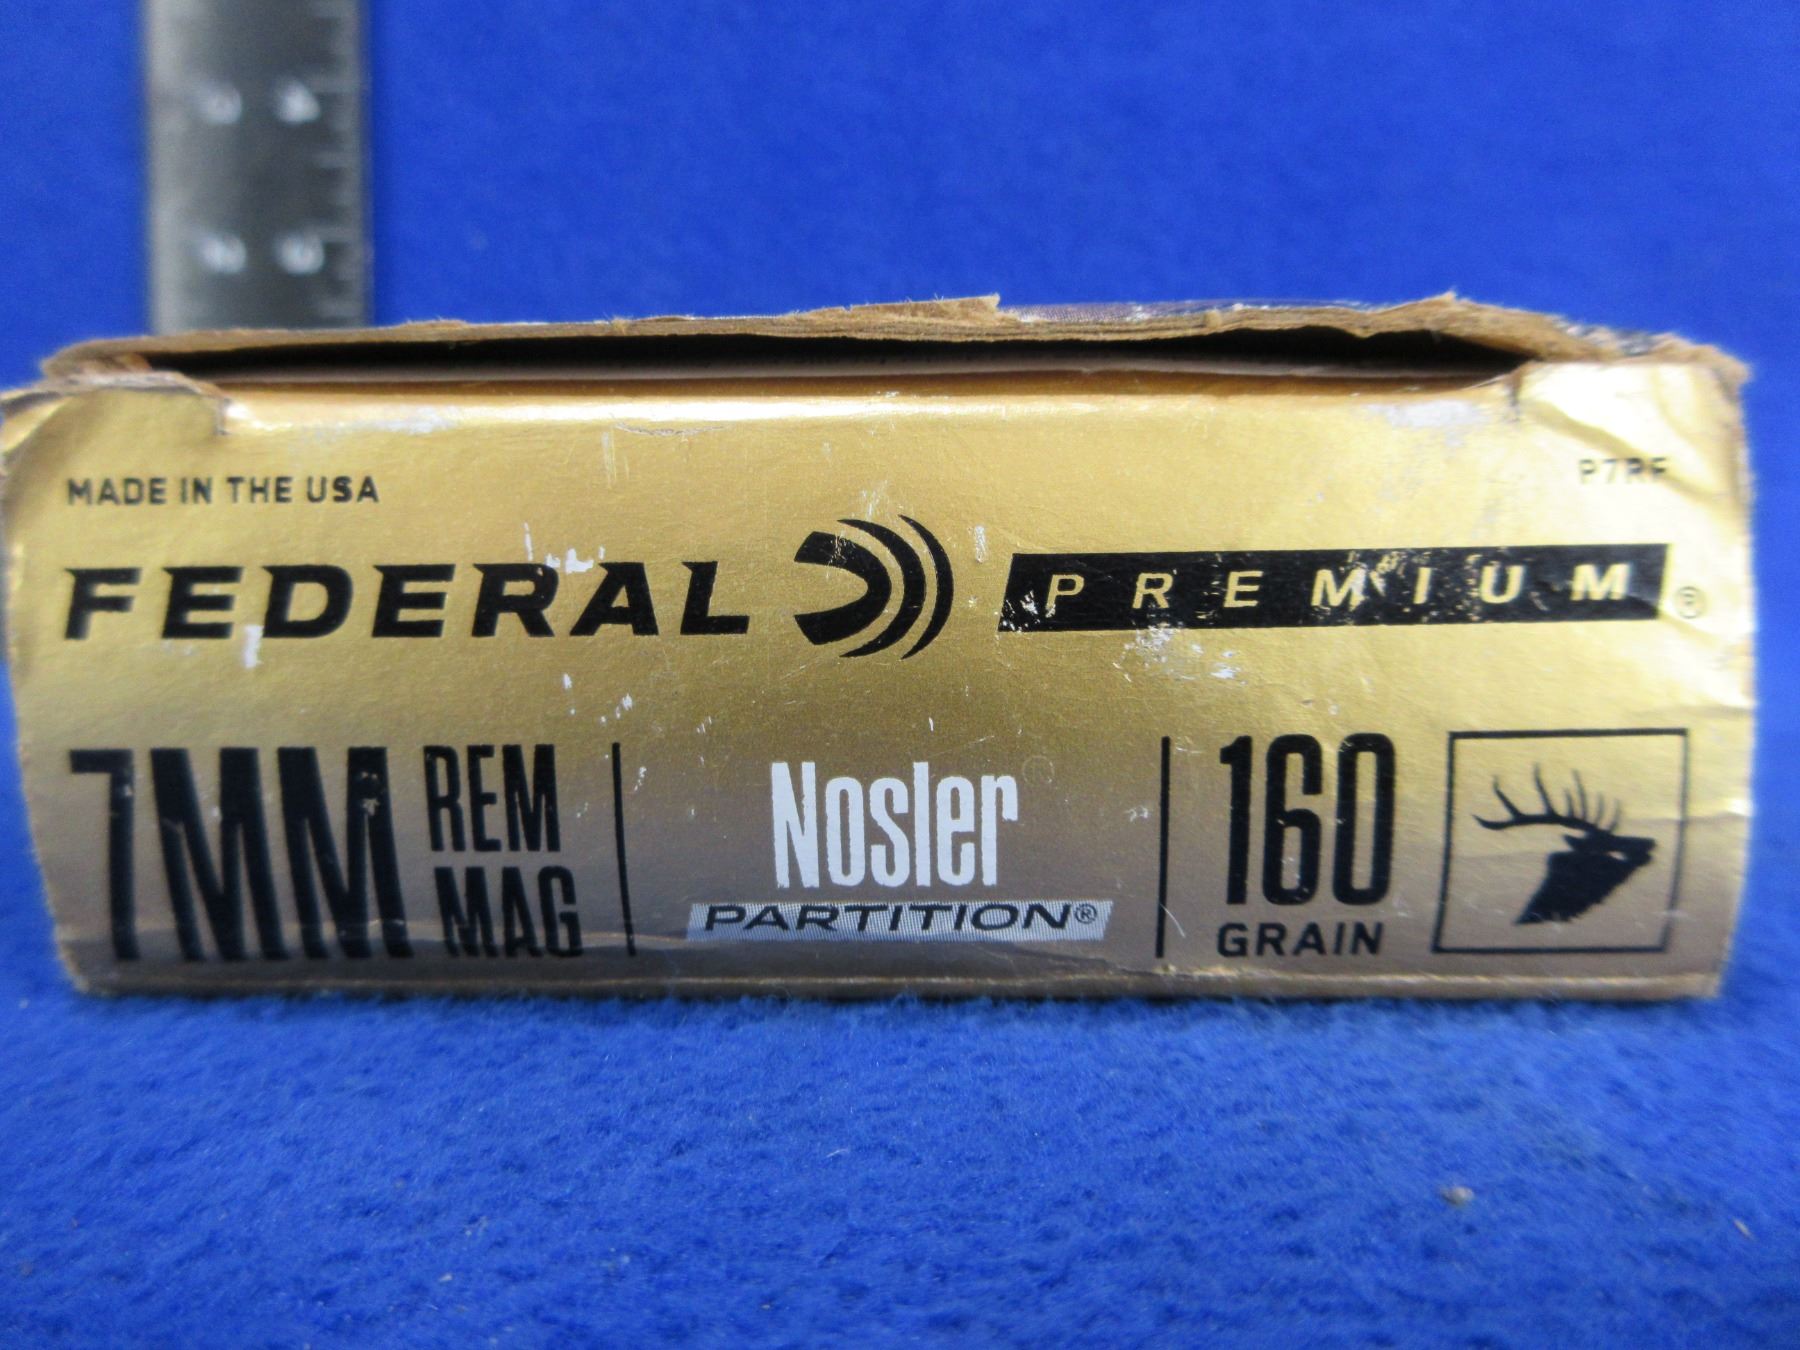 MADE IN THE USA
P7RF
FEDERAL PREMIUM®
7MM REM MAG
Nosler
PARTITION®
160
GRAIN